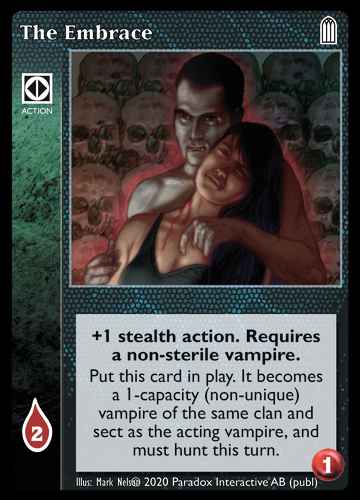 The Embrace
ACTION
+1 stealth action. Requires
a non-sterile vampire.
Put this card in play. It becomes
a 1-capacity (non-unique)
vampire of the same clan and
sect as the acting vampire, and
must hunt this turn.
2
1
Illus: Mark Nelson © 2020 Paradox Interactive AB (publ)